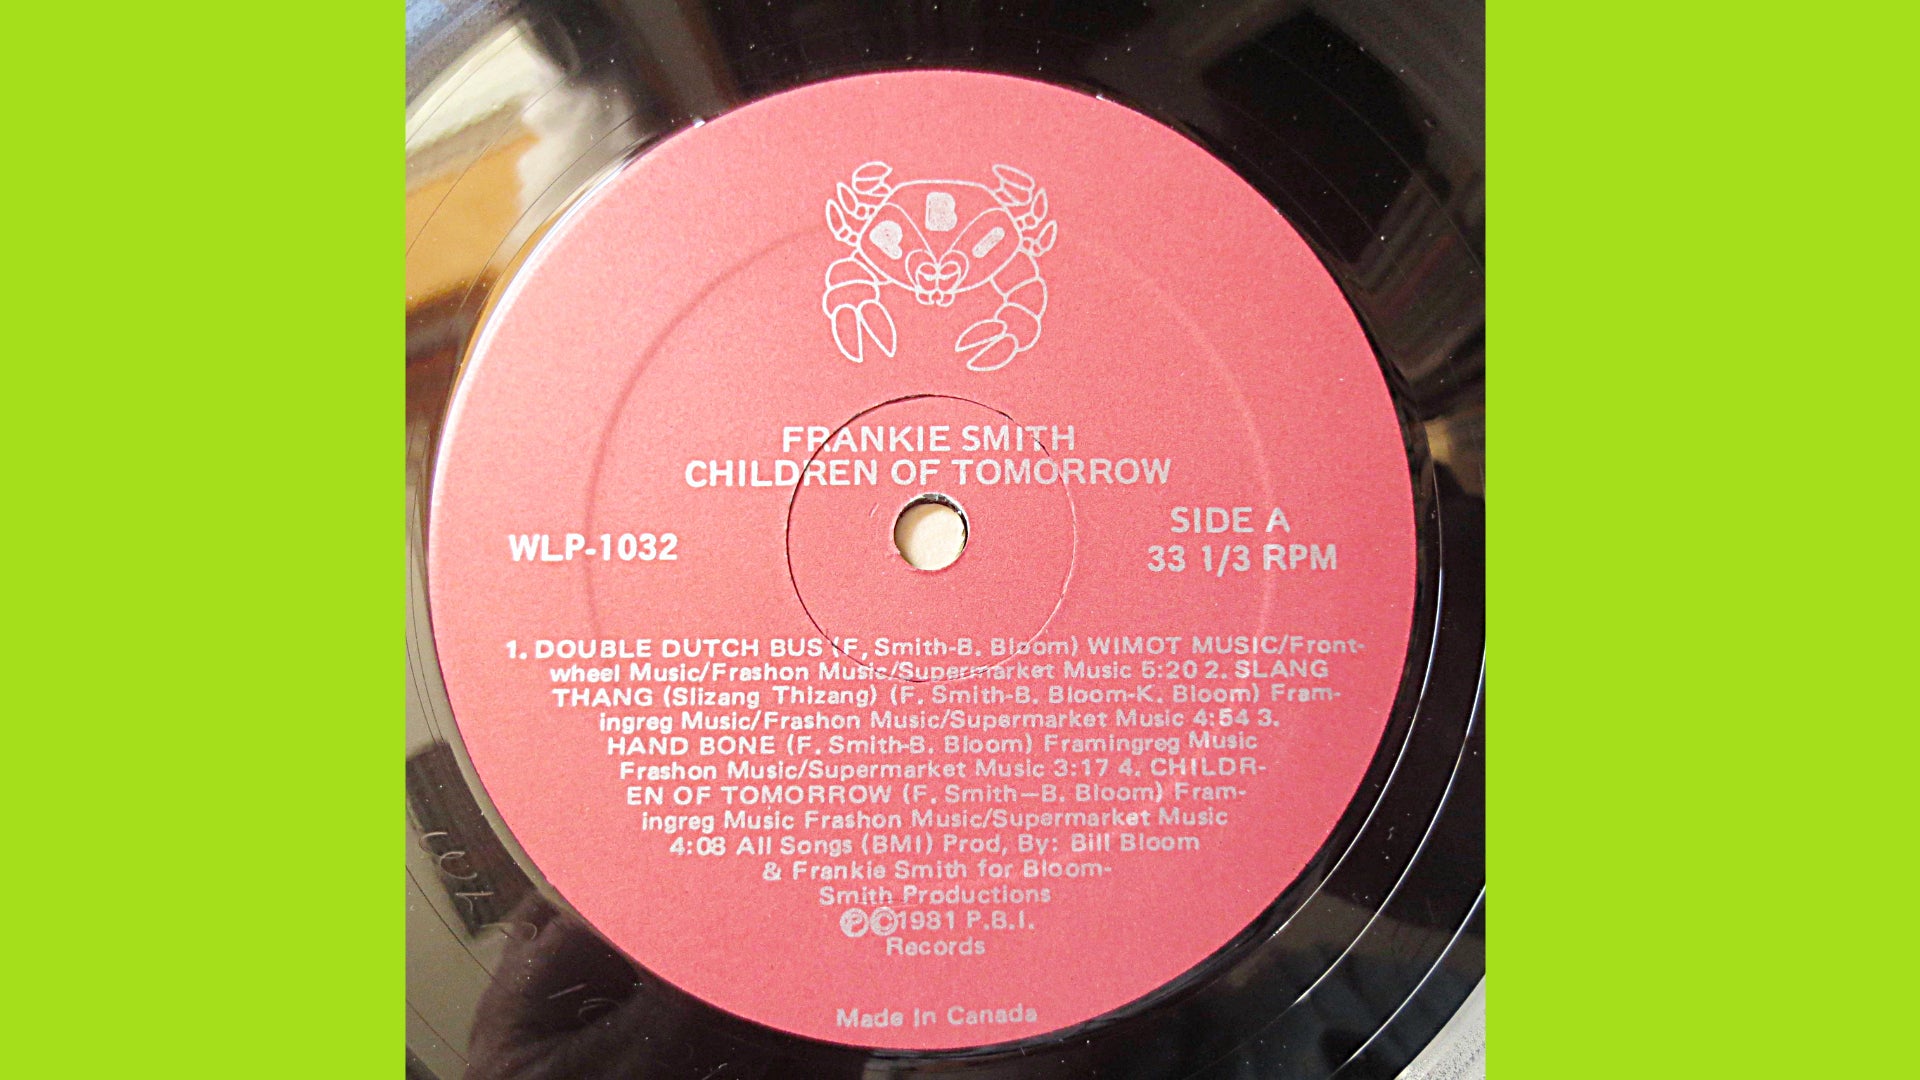 P B I
FRANKIE SMITH
CHILDREN OF TOMORROW
WLP-1032
SIDE A
33 1/3 RPM
1. DOUBLE DUTCH BUS (F, Smith-B. Bloom) WIMOT MUSIC/Front-
wheel Music/Frashon Music/Supermarket Music 5:20 2. SLANG
THANG (Slizang Thizang) (F. Smith-B. Bloom-K. Bloom) Fram-
ingreg Music/Frashon Music/Supermarket Music 4:54 3.
HAND BONE (F. Smith-B. Bloom) Framingreg Music
Frashon Music/Supermarket Music 3:17 4. CHILDR-
EN OF TOMORROW (F. Smith—B. Bloom) Fram-
ingreg Music Frashon Music/Supermarket Music
4:08 All Songs (BMI) Prod, By: Bill Bloom
& Frankie Smith for Bloom-
Smith Productions
℗©1981 P.B.I.
Records
Made In Canada